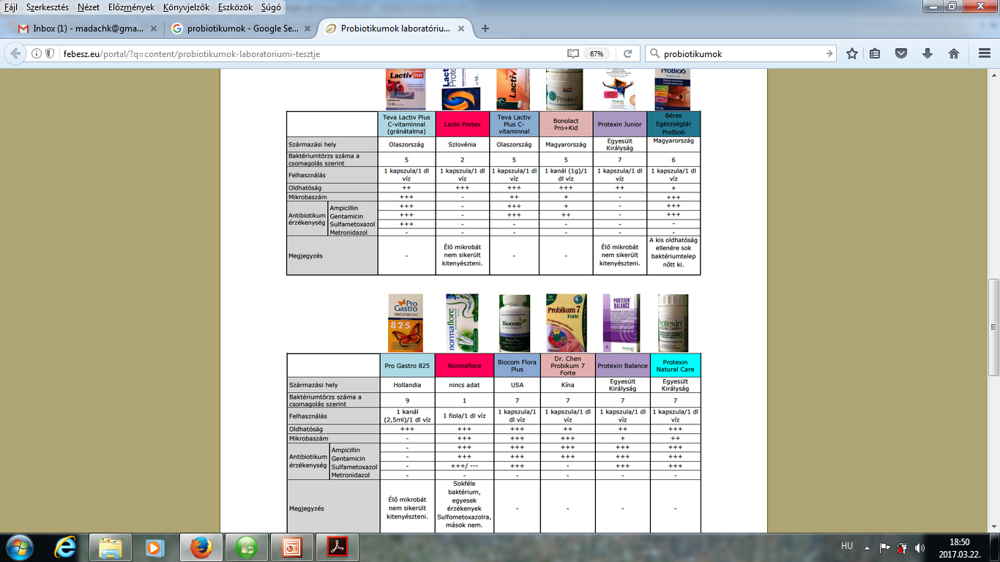 Fájl Szerkesztés Nézet Előzmények Könyvjelzők Eszközök Súgó
Inbox (1) - madachk@gma...
probiotikumok - Google Se...
Probiotikumok laboratóriu...
febesz.eu/portal/?q=content/probiotikumok-laboratoriumi-tesztje
67%
probiotikumok
Lactiv PLUS
Lactiv
Pro+kid
ProBio6
Teva Lactiv Plus C-vitaminnal (gránátalma) Lacto Protex Teva Lactiv Plus C-vitaminnal Bonolact Pro+Kid Protexin Junior Béres Egészségtár ProBio6
Származási hely Olaszország Szlovénia Olaszország Magyarország Egyesült Királyság Magyarország
Baktériumtörzs száma a csomagolás szerint 5 2 5 5 7 6
Felhasználás 1 kapszula/1 dl víz 1 kapszula/1 dl víz 1 kapszula/1 dl víz 1 kanál (1g)/1 dl víz 1 kapszula/1 dl víz 1 kapszula/1 dl víz
Oldhatóság ++ +++ +++ +++ ++ +
Mikrobaszám +++ - ++ + - +++
Antibiotikum érzékenység
Ampicillin +++ - +++ + - +++
Gentamicin +++ - +++ ++ - +++
Sulfametoxazol +++ - - - - -
Metronidazol - - - - - -
Megjegyzés - Élő mikrobát nem sikerült kitenyészteni. - - Élő mikrobát nem sikerült kitenyészteni. A kis oldhatóság ellenére sok baktériumtelep nőtt ki.
Pro Gastro 825
normaflore
Biocom Flora Plus
Probikum 7 Forte
PROTEXIN BALANCE
Protexin NATURAL CARE
Pro Gastro 825 Normaflore Biocom Flora Plus Dr. Chen Probikum 7 Forte Protexin Balance Protexin Natural Care
Származási hely Hollandia nincs adat USA Kína Egyesült Királyság Egyesült Királyság
Baktériumtörzs száma a csomagolás szerint 9 1 7 7 7 7
Felhasználás 1 kanál (2,5ml)/1 dl víz 1 fiola/1 dl víz 1 kapszula/1 dl víz 1 kapszula/1 dl víz 1 kapszula/1 dl víz 1 kapszula/1 dl víz
Oldhatóság +++ +++ +++ ++ ++ +++
Mikrobaszám - +++ +++ +++ + ++
Antibiotikum érzékenység
Ampicillin - +++ +++ +++ +++ +++
Gentamicin - +++ +++ +++ +++ +++
Sulfametoxazol - +++/ --- +++ - +++ +++
Metronidazol - - - - - -
Megjegyzés Élő mikrobát nem sikerült kitenyészteni. Sokféle baktérium, egyesek érzékenyek Sulfometoxazolra, mások nem. - - - -
HU
18:50
2017.03.22.